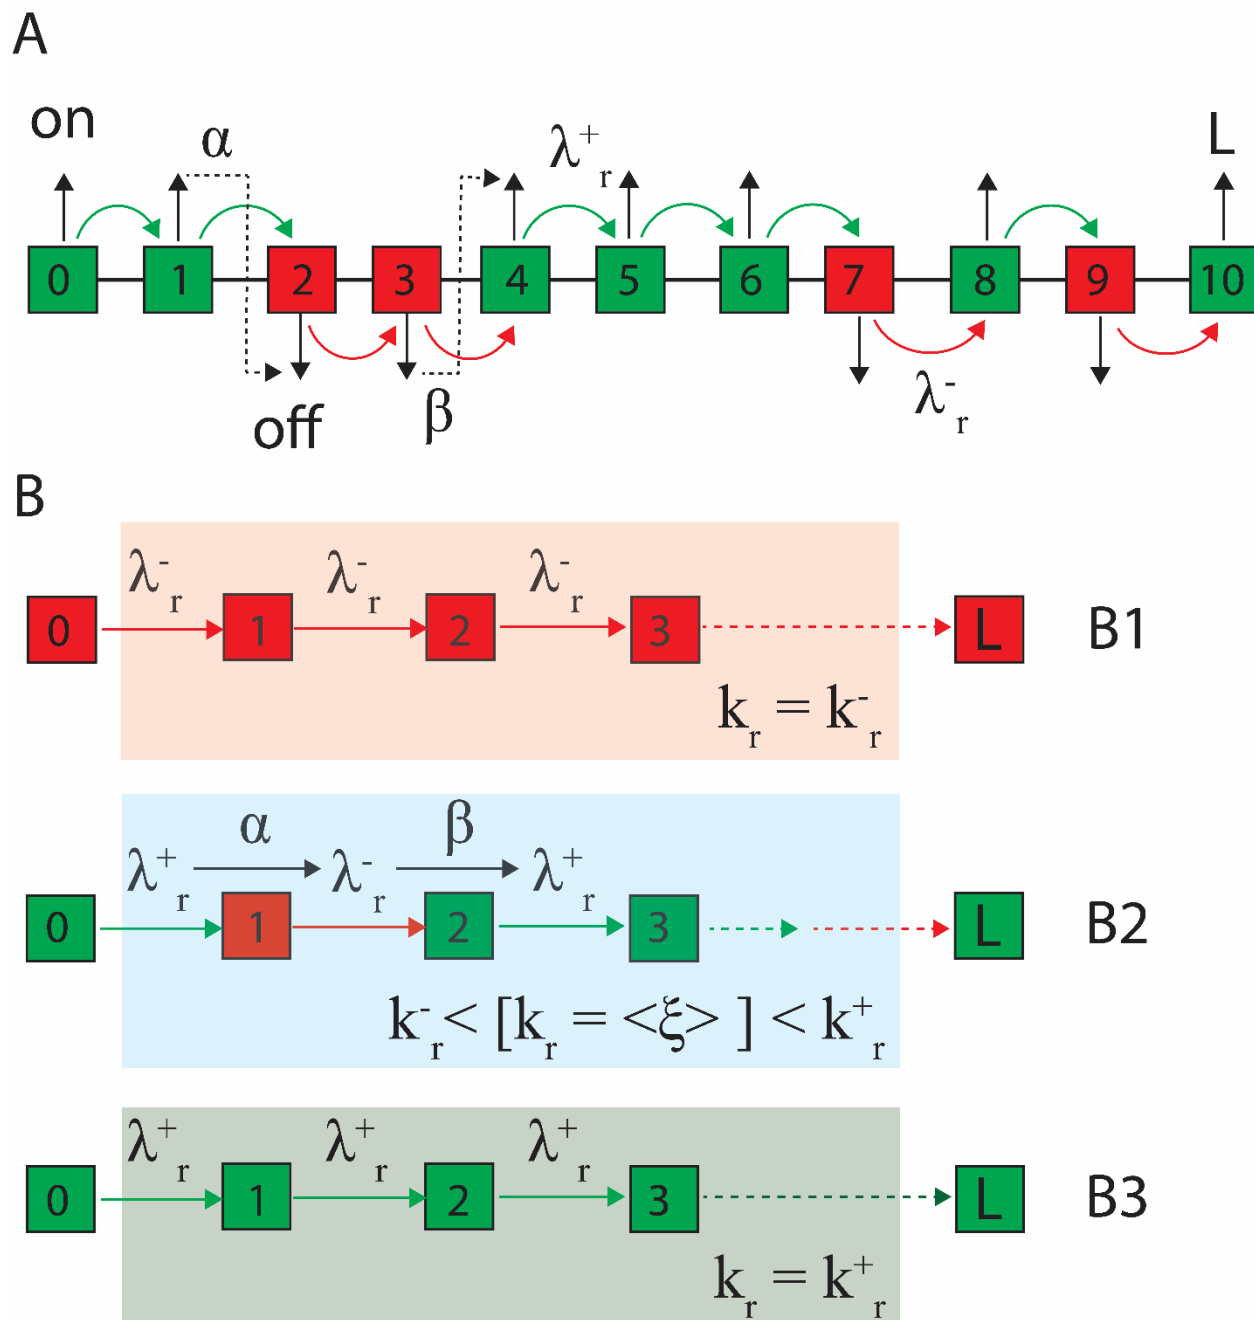 A
on α λ⁺ᵣ L
0 1 2 3 4 5 6 7 8 9 10
off β λ⁻ᵣ
B
λ⁻ᵣ λ⁻ᵣ λ⁻ᵣ
0 1 2 3 L B1
kᵣ = k⁻ᵣ
α β
λ⁺ᵣ λ⁻ᵣ λ⁺ᵣ
0 1 2 3 L B2
k⁻ᵣ < [kᵣ = <ξ> ] < k⁺ᵣ
λ⁺ᵣ λ⁺ᵣ λ⁺ᵣ
0 1 2 3 L B3
kᵣ = k⁺ᵣ